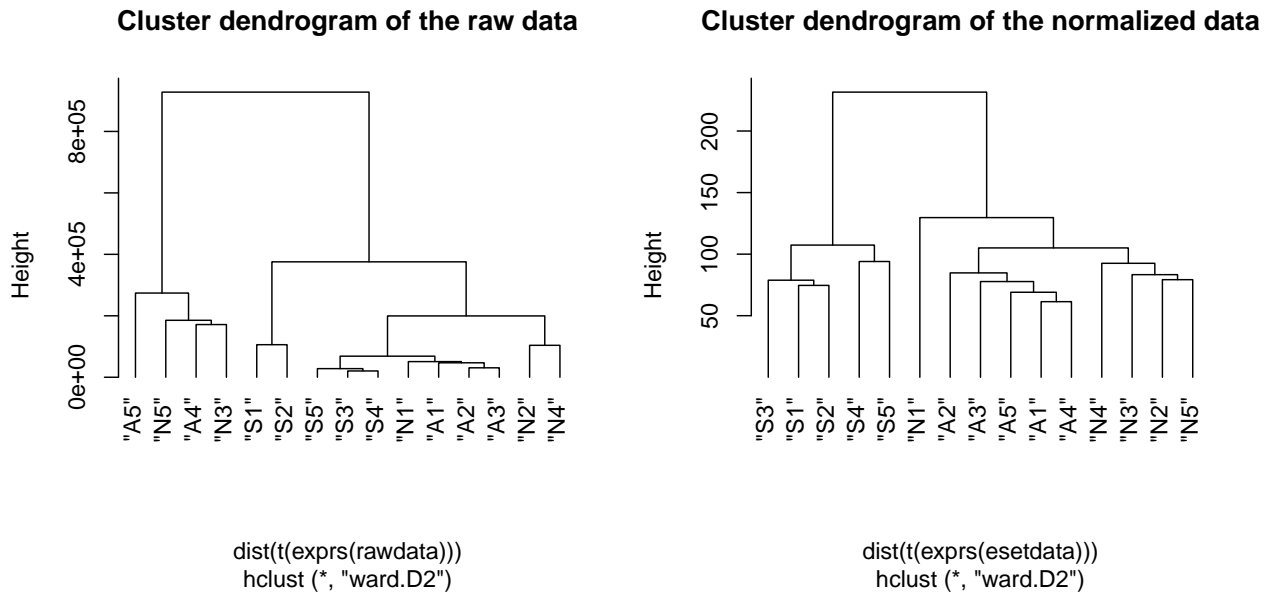 Cluster dendrogram of the raw data
Height
0e+00
4e+05
8e+05
"A5"
"N5"
"A4"
"N3"
"S1"
"S2"
"S5"
"S3"
"S4"
"N1"
"A1"
"A2"
"A3"
"N2"
"N4"
dist(t(exprs(rawdata)))
hclust (*, "ward.D2")
Cluster dendrogram of the normalized data
Height
50
100
150
200
"S3"
"S1"
"S2"
"S4"
"S5"
"N1"
"A2"
"A3"
"A5"
"A1"
"A4"
"N4"
"N3"
"N2"
"N5"
dist(t(exprs(esetdata)))
hclust (*, "ward.D2")